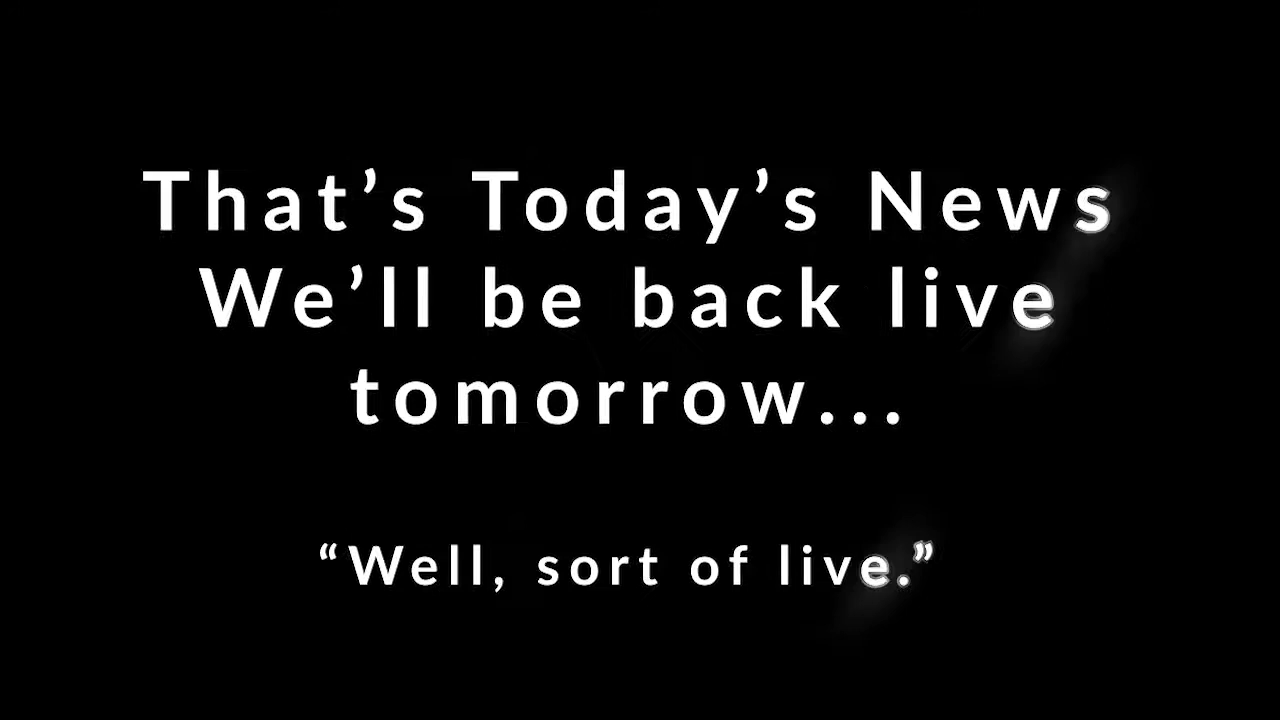 That’s Today’s News
We’ll be back live
tomorrow...
“Well, sort of live.”